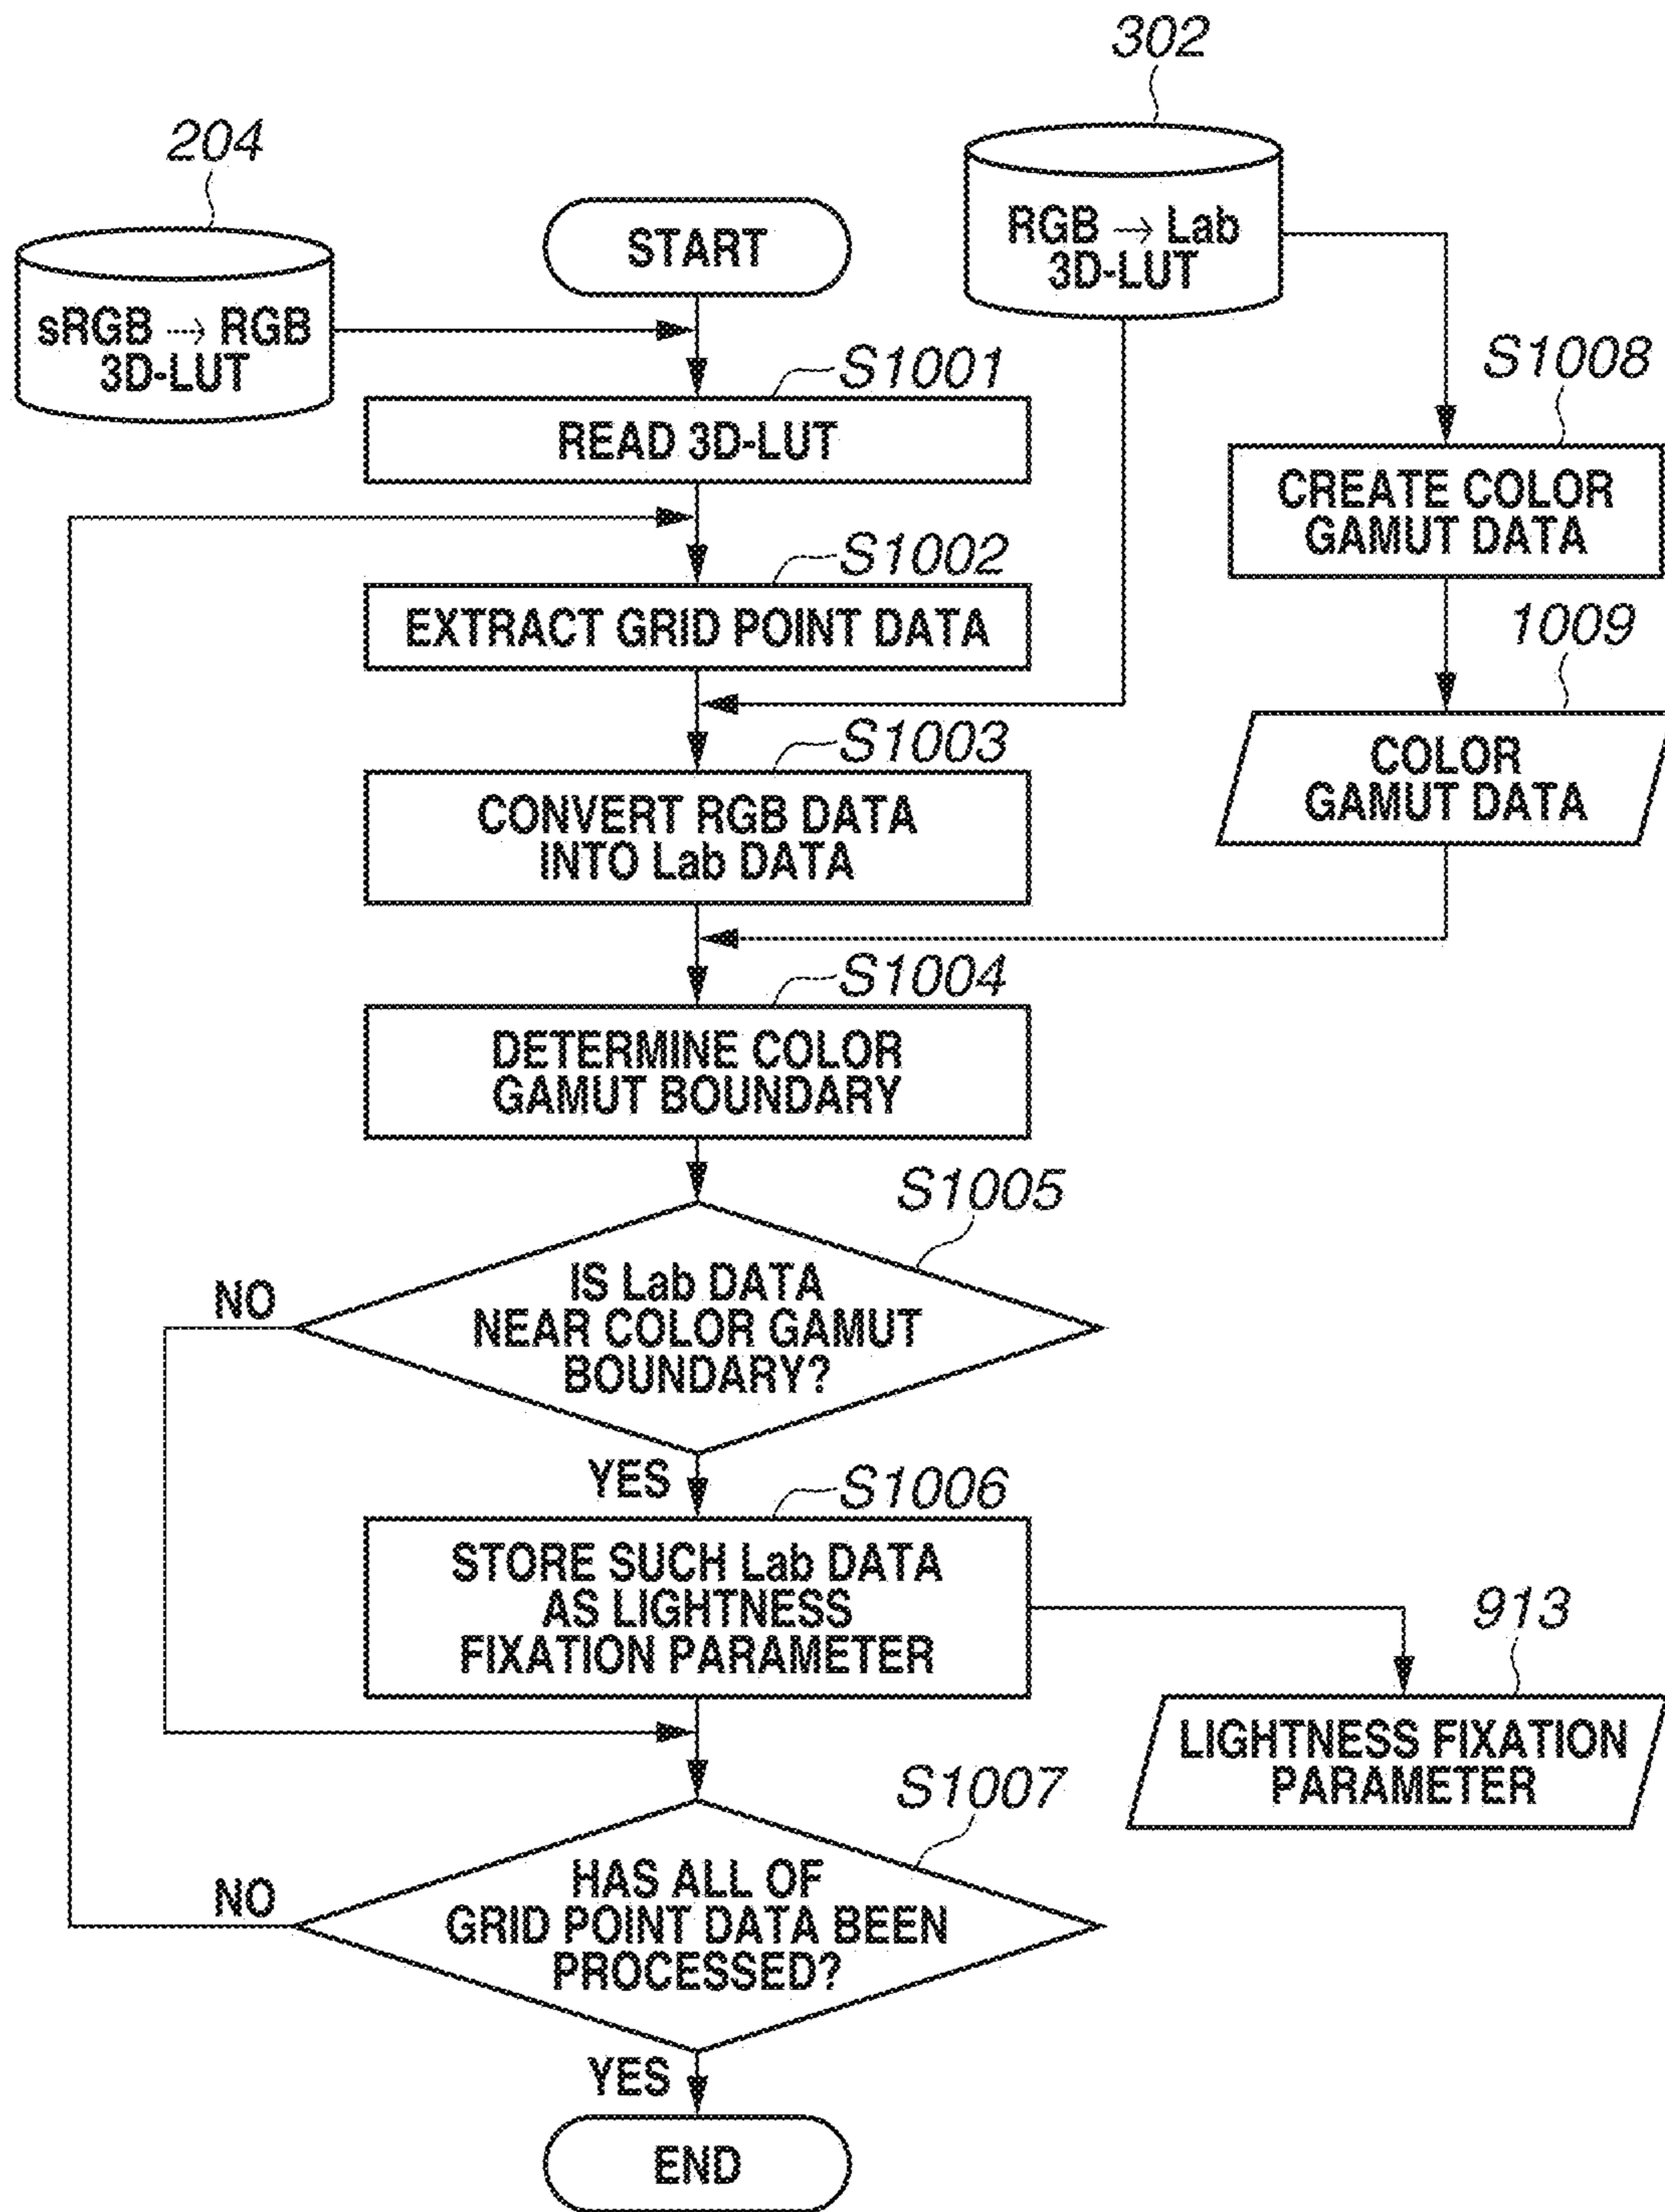 302
204
START
RGB → Lab
3D-LUT
sRGB → RGB
3D-LUT
S1001
READ 3D-LUT
S1008
CREATE COLOR
GAMUT DATA
S1002
EXTRACT GRID POINT DATA
1009
COLOR
GAMUT DATA
S1003
CONVERT RGB DATA
INTO Lab DATA
S1004
DETERMINE COLOR
GAMUT BOUNDARY
S1005
IS Lab DATA
NEAR COLOR GAMUT
BOUNDARY?
NO
YES
S1006
STORE SUCH Lab DATA
AS LIGHTNESS
FIXATION PARAMETER
913
LIGHTNESS FIXATION
PARAMETER
S1007
HAS ALL OF
GRID POINT DATA BEEN
PROCESSED?
NO
YES
END